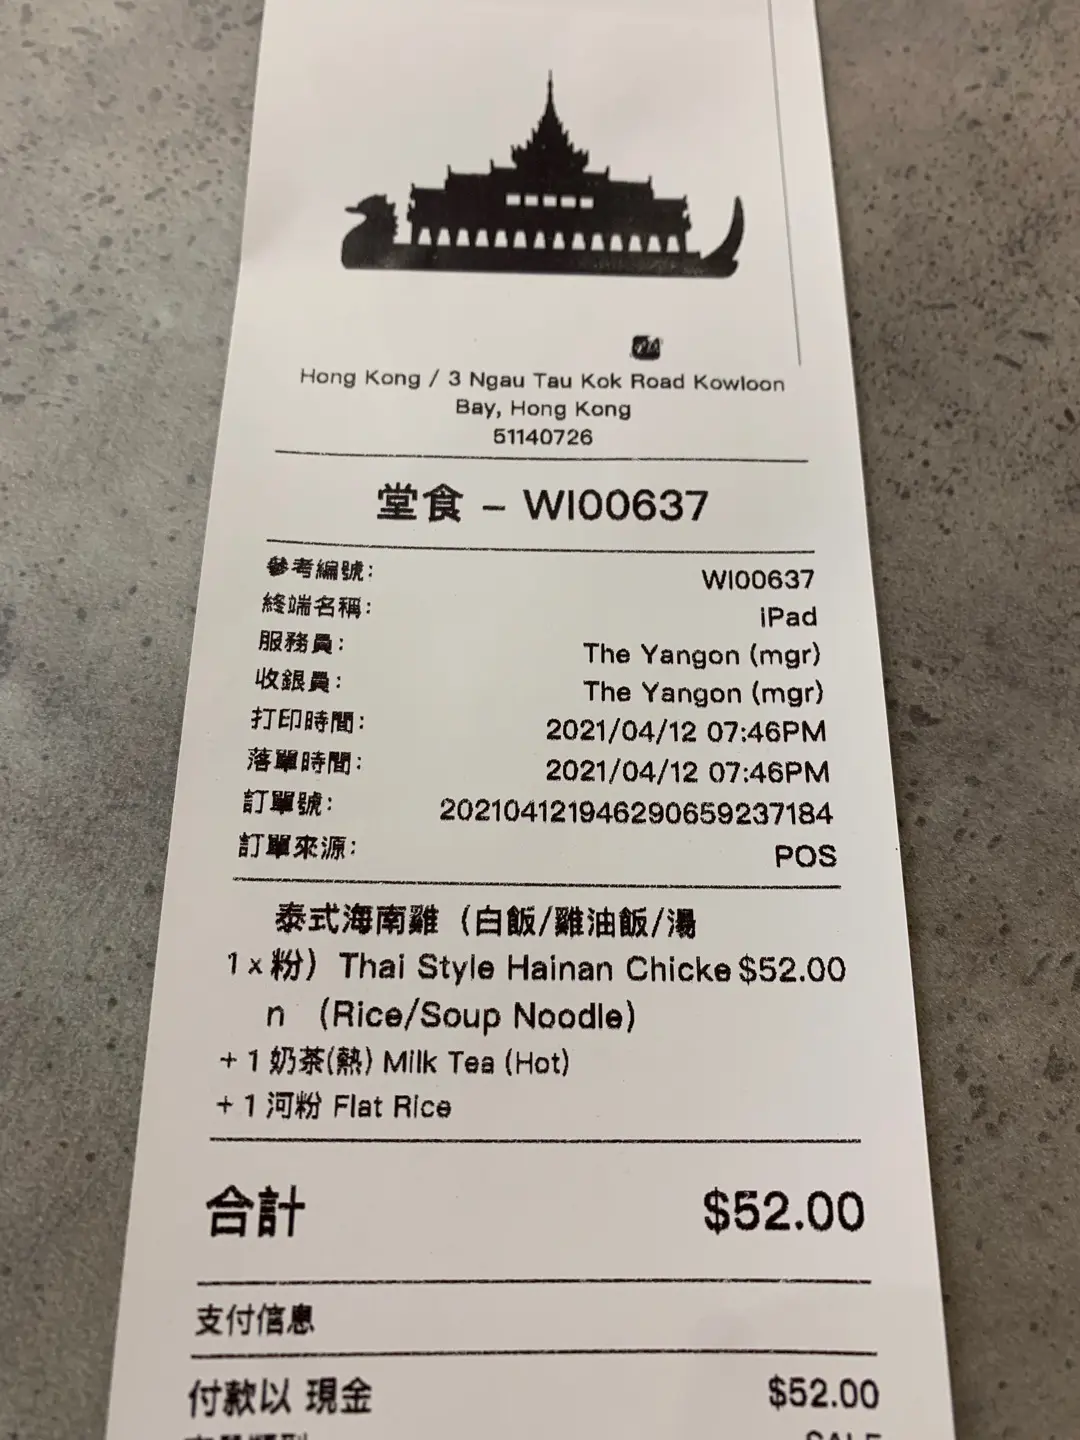 Hong Kong / 3 Ngau Tau Kok Road Kowloon
Bay, Hong Kong
51140726
堂食 – WI00637
參考編號: WI00637
終端名稱: iPad
服務員: The Yangon (mgr)
收銀員: The Yangon (mgr)
打印時間: 2021/04/12 07:46PM
落單時間: 2021/04/12 07:46PM
訂單號: 20210412194629065923​7184
訂單來源: POS
泰式海南雞（白飯/雞油飯/湯
1 x 粉）Thai Style Hainan Chicke $52.00
n （Rice/Soup Noodle）
+ 1 奶茶(熱) Milk Tea (Hot)
+ 1 河粉 Flat Rice
合計 $52.00
支付信息
付款以 現金 $52.00
SALE